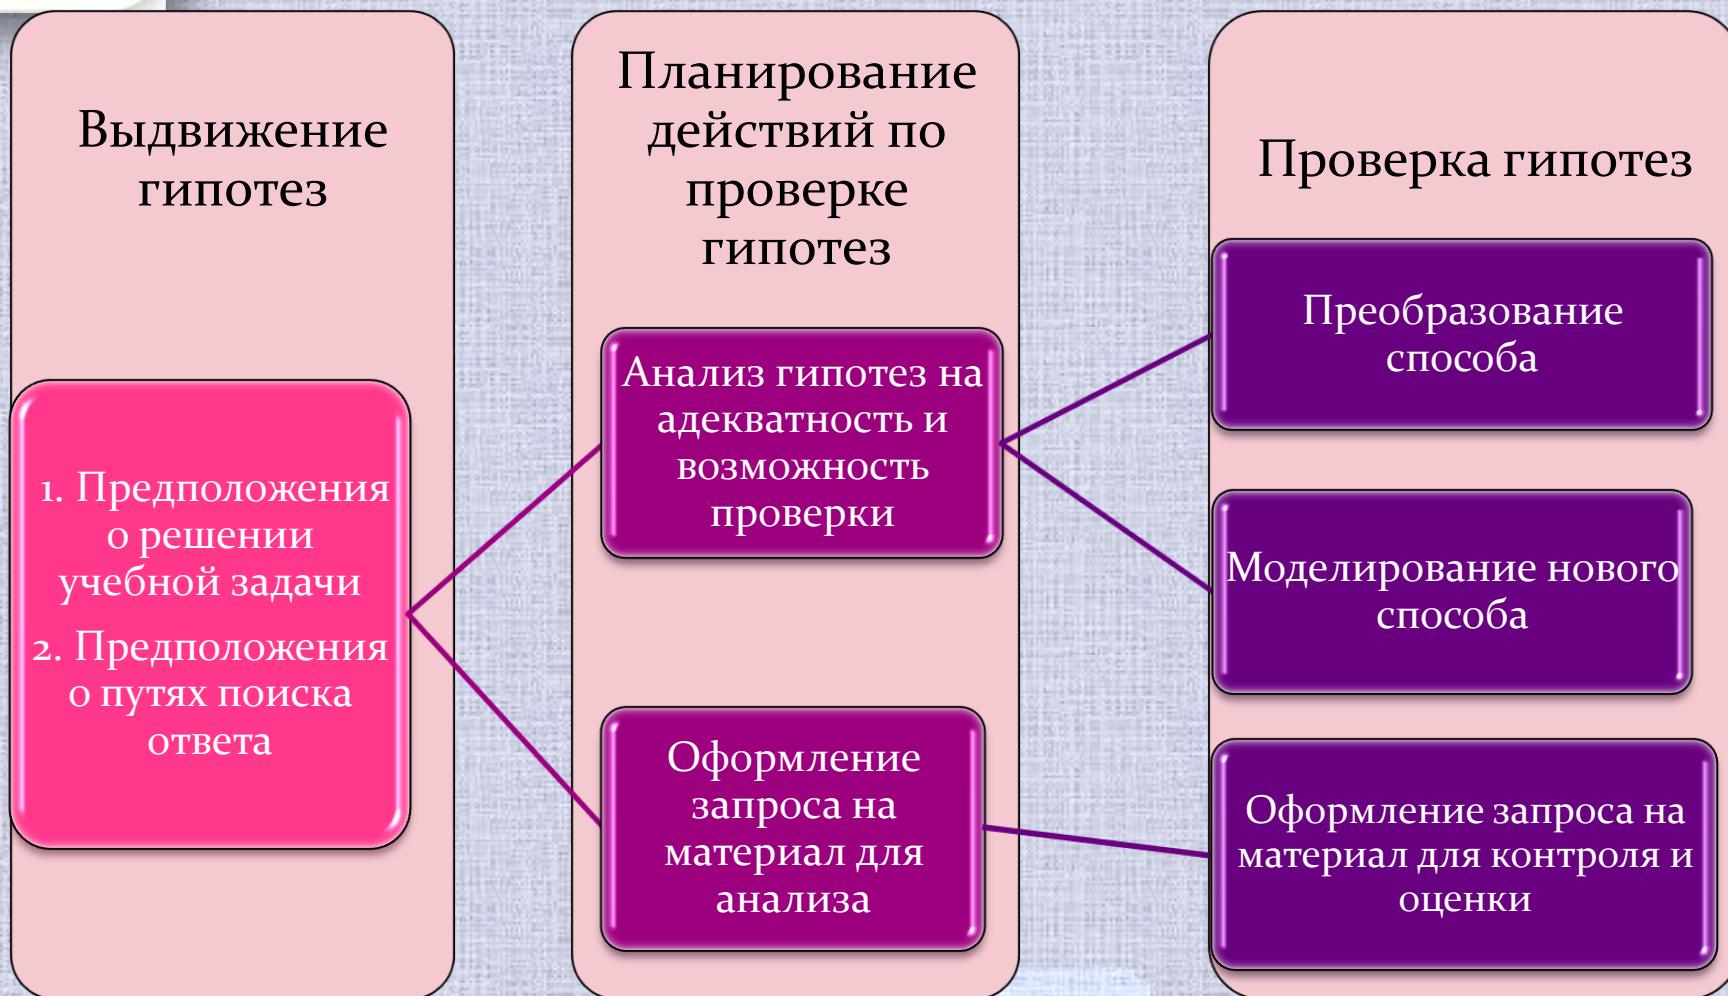 Выдвижение
гипотез
1. Предположения
о решении
учебной задачи
2. Предположения
о путях поиска
ответа
Планирование
действий по
проверке
гипотез
Анализ гипотез на
адекватность и
возможность
проверки
Оформление
запроса на
материал для
анализа
Проверка гипотез
Преобразование
способа
Моделирование нового
способа
Оформление запроса на
материал для контроля и
оценки